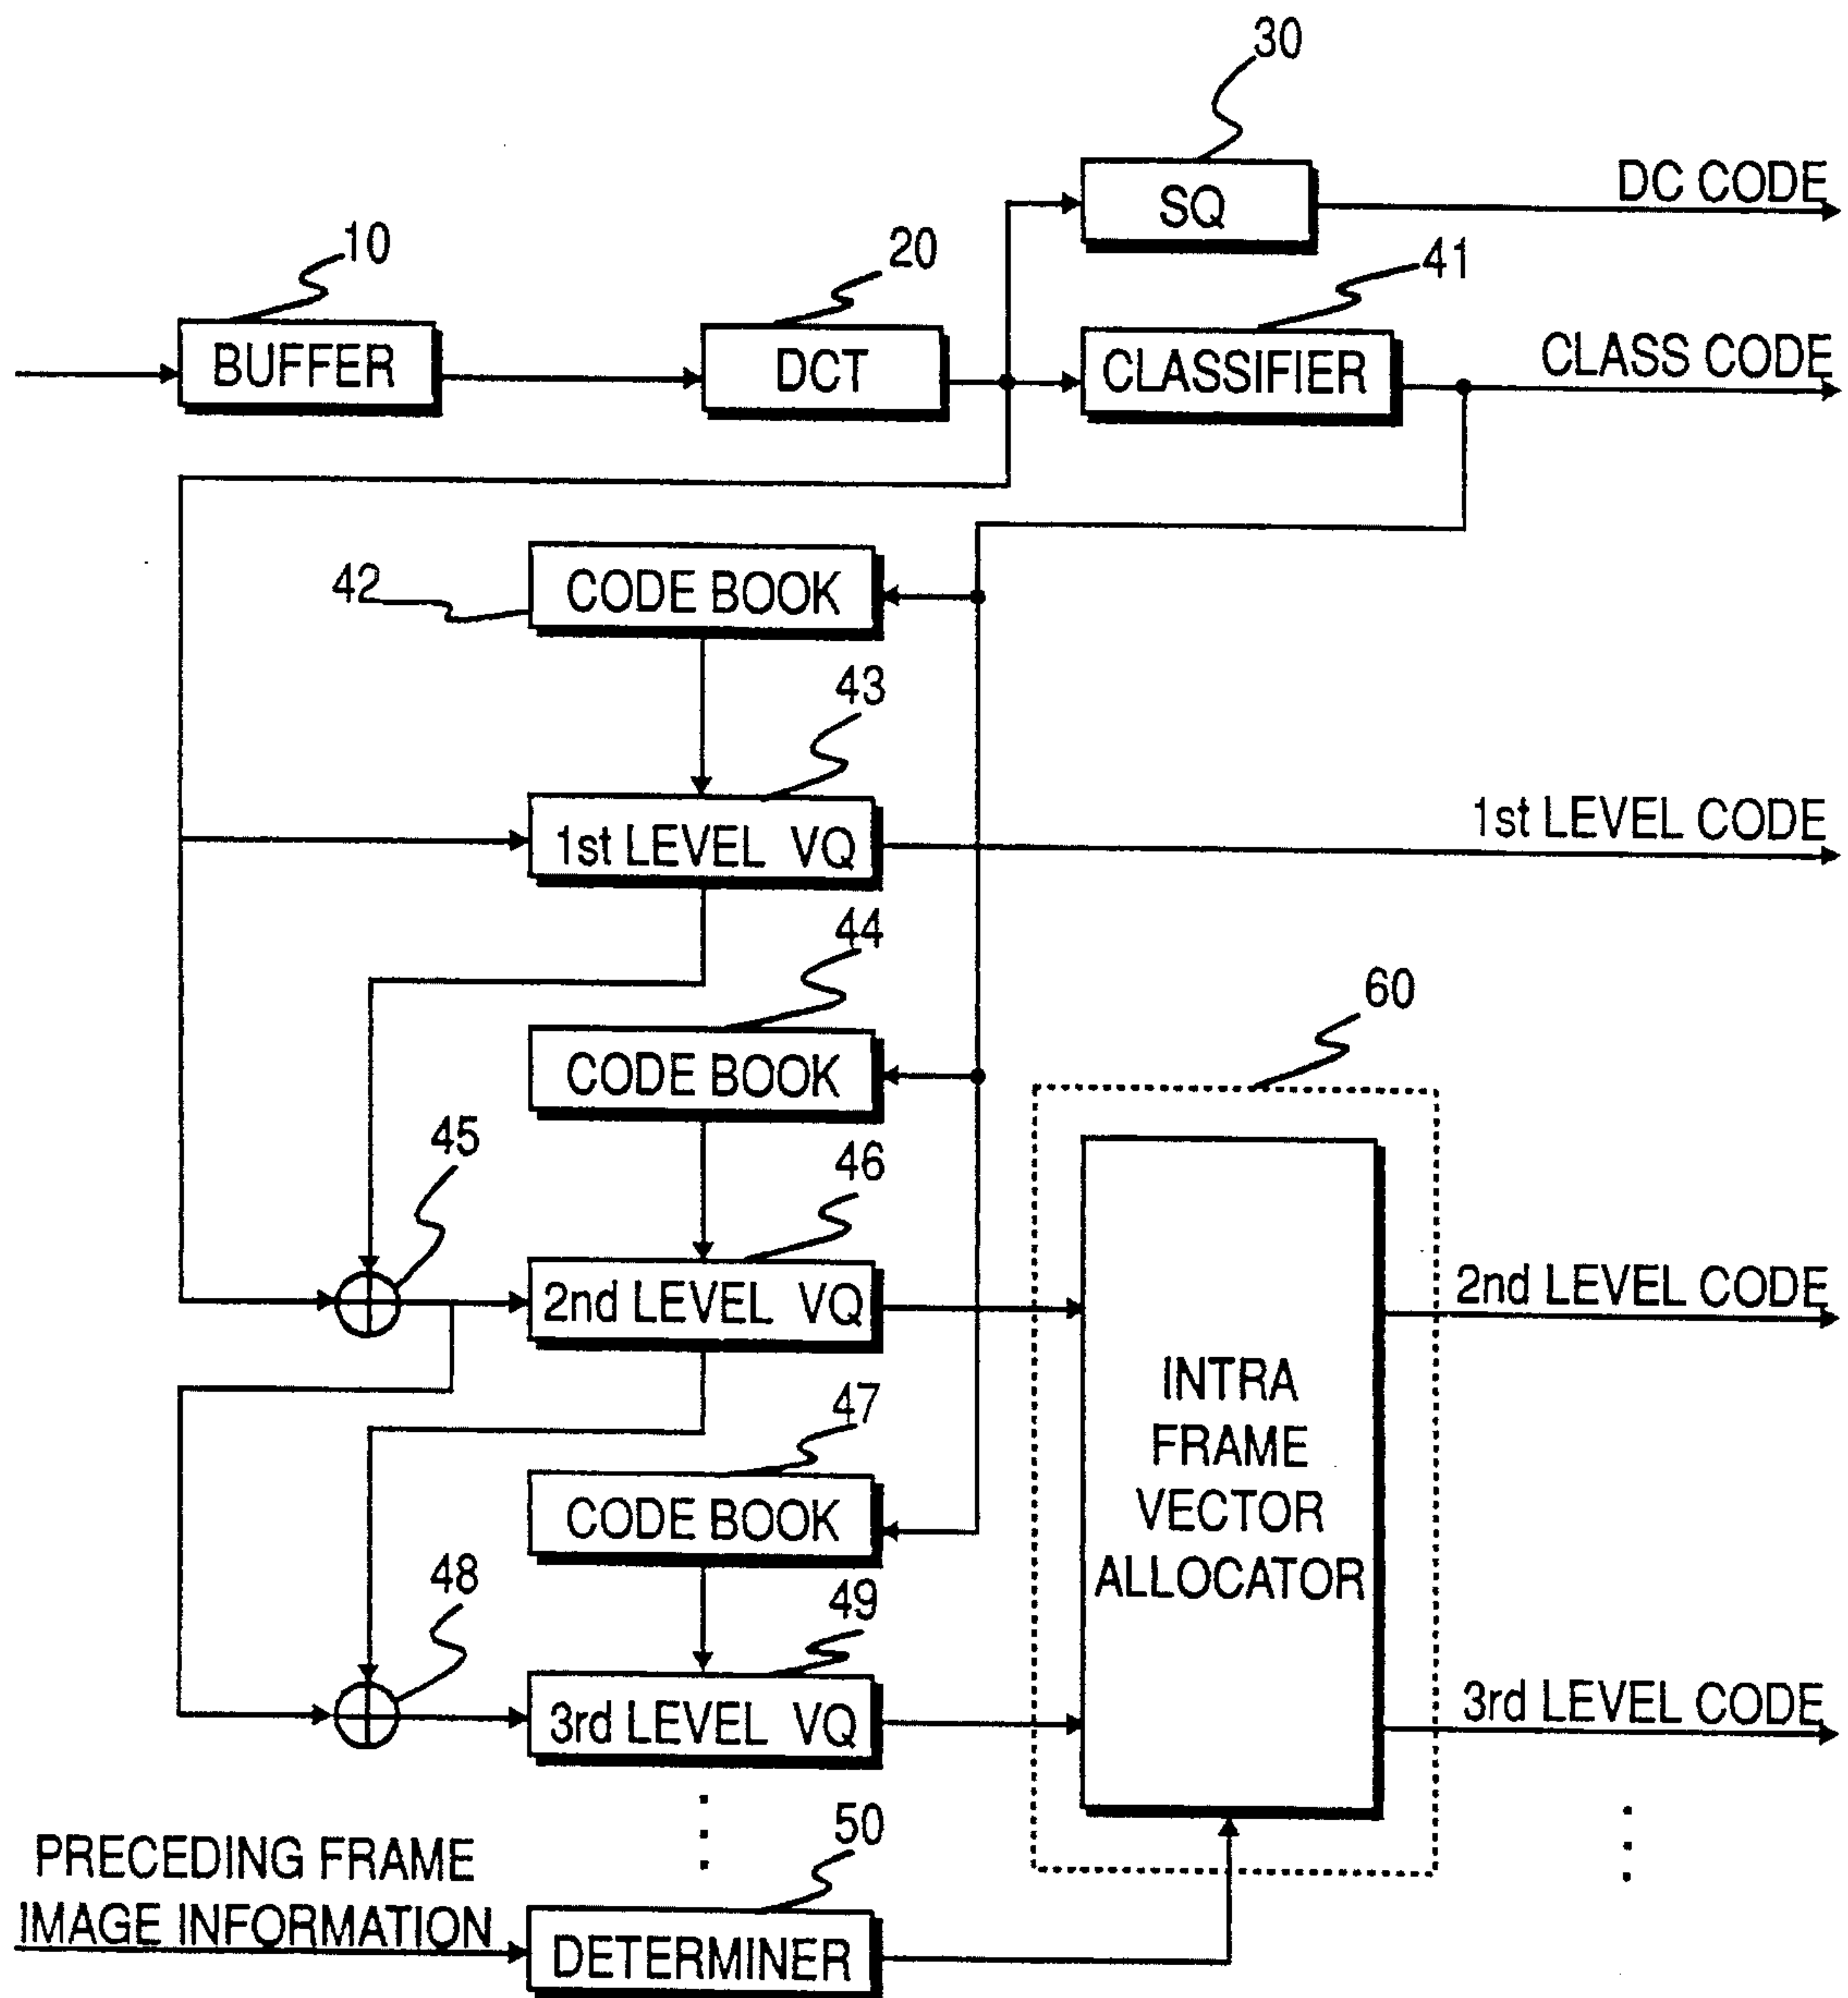 30
SQ
DC CODE
10
20
41
BUFFER
DCT
CLASSIFIER
CLASS CODE
42
CODE BOOK
43
1st LEVEL VQ
1st LEVEL CODE
44
CODE BOOK
60
45
46
2nd LEVEL VQ
2nd LEVEL CODE
INTRA
FRAME
VECTOR
ALLOCATOR
47
CODE BOOK
48
49
3rd LEVEL VQ
3rd LEVEL CODE
50
PRECEDING FRAME
IMAGE INFORMATION
DETERMINER